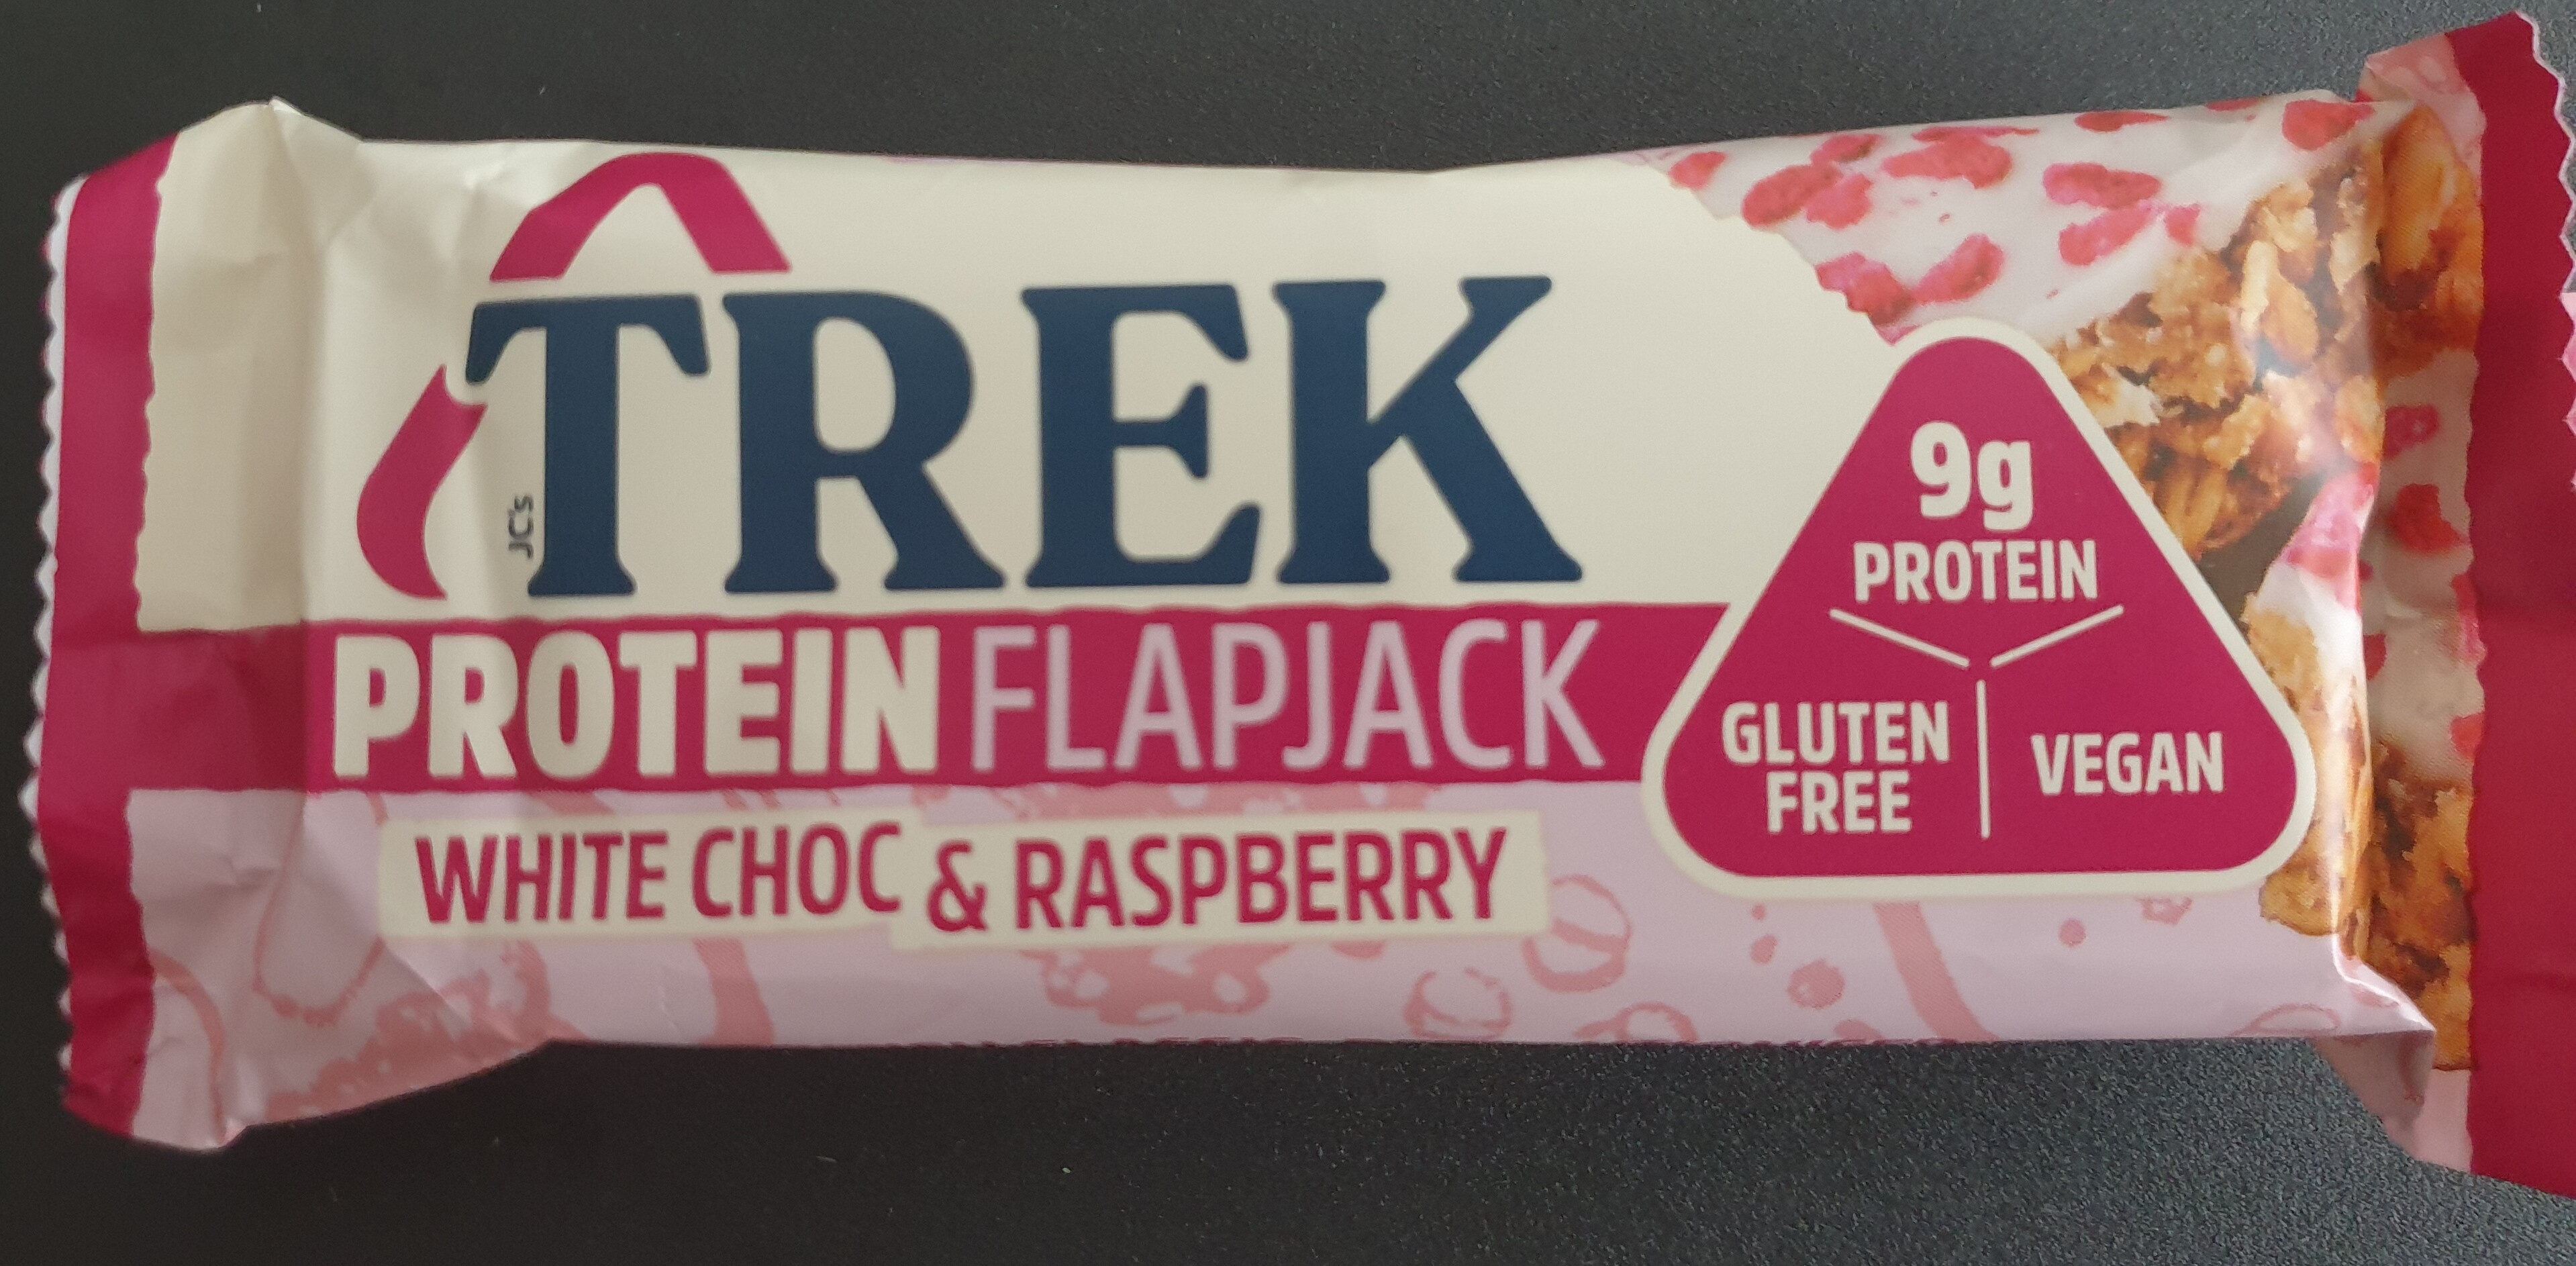 JC's
TREK
PROTEIN FLAPJACK
WHITE CHOC & RASPBERRY
9g
PROTEIN
GLUTEN
FREE
VEGAN